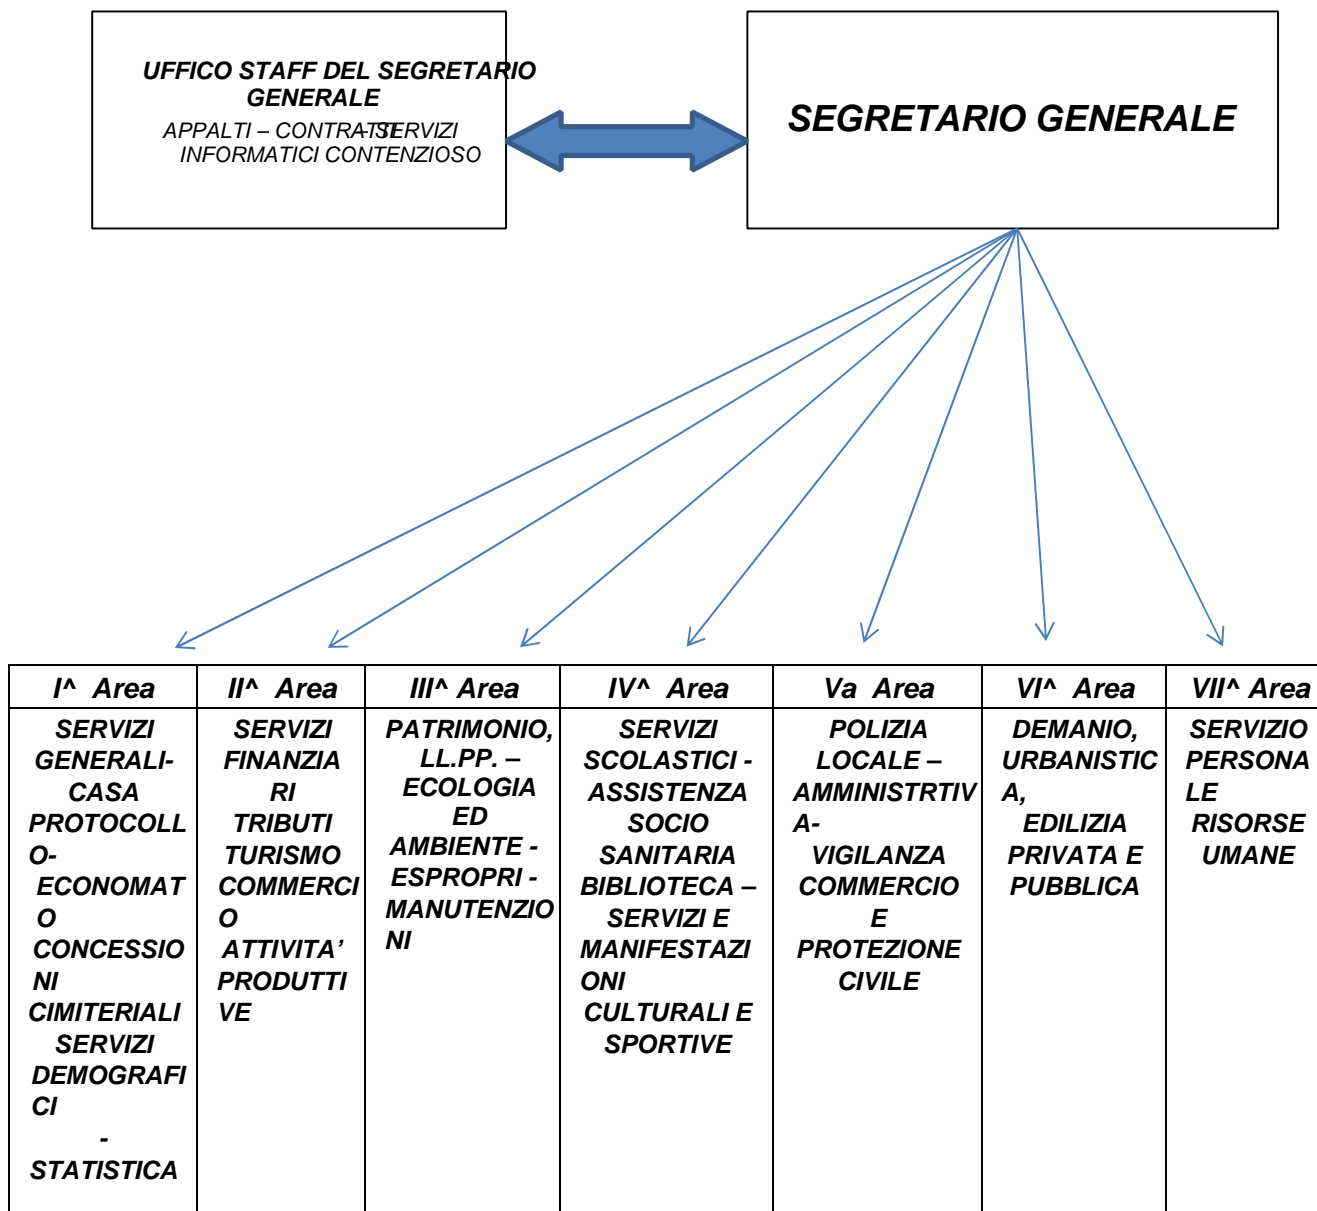 UFFICO STAFF DEL SEGRETARIO
GENERALE
APPALTI – CONTRATTI – SERVIZI
INFORMATICI CONTENZIOSO
SEGRETARIO GENERALE
I^ Area
SERVIZI
GENERALI-
CASA
PROTOCOLL
O-
ECONOMAT
O
CONCESSIO
NI
CIMITERIALI
SERVIZI
DEMOGRAFI
CI
-
STATISTICA
II^ Area
SERVIZI
FINANZIA
RI
TRIBUTI
TURISMO
COMMERCI
O
ATTIVITA’
PRODUTTI
VE
III^ Area
PATRIMONIO,
LL.PP. –
ECOLOGIA
ED
AMBIENTE -
ESPROPRI -
MANUTENZIO
NI
IV^ Area
SERVIZI
SCOLASTICI -
ASSISTENZA
SOCIO
SANITARIA
BIBLIOTECA –
SERVIZI E
MANIFESTAZI
ONI
CULTURALI E
SPORTIVE
Va Area
POLIZIA
LOCALE –
AMMINISTRTIV
A-
VIGILANZA
COMMERCIO
E
PROTEZIONE
CIVILE
VI^ Area
DEMANIO,
URBANISTIC
A,
EDILIZIA
PRIVATA E
PUBBLICA
VII^ Area
SERVIZIO
PERSONA
LE
RISORSE
UMANE